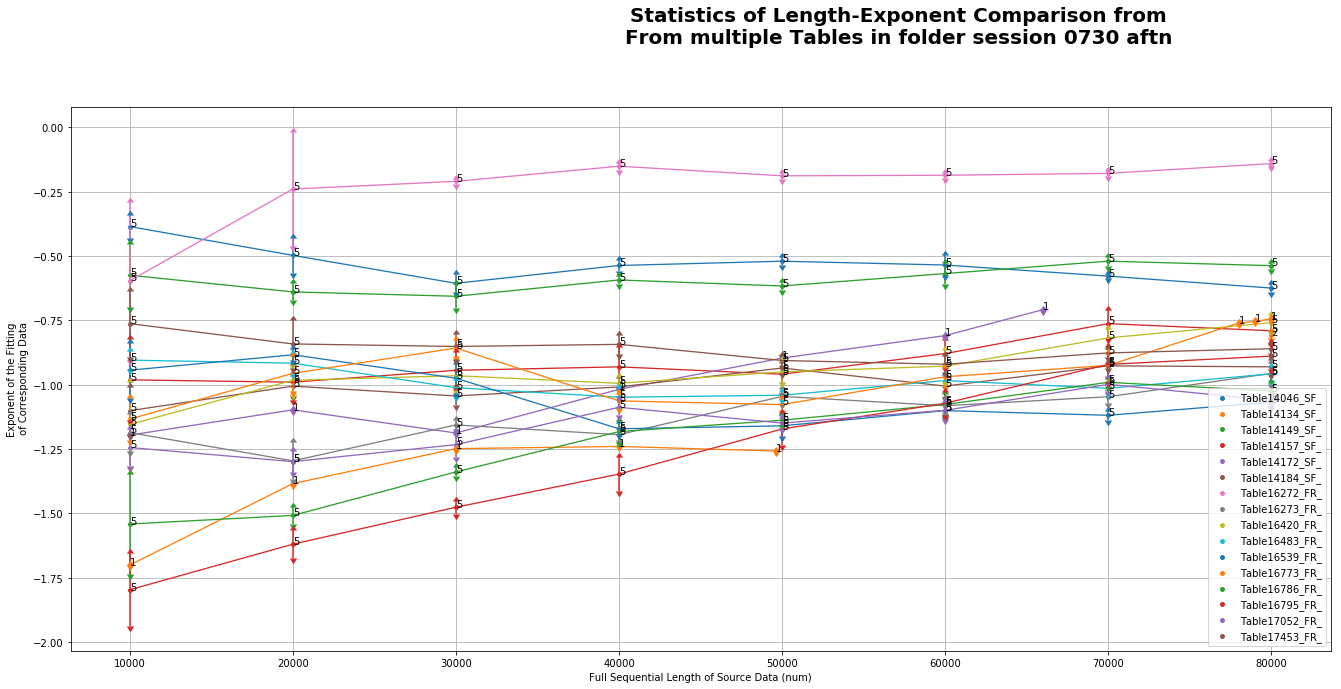 Statistics of Length-Exponent Comparison from
From multiple Tables in folder session 0730 aftn
Exponent of the Fitting
of Corresponding Data
0.00
−0.25
−0.50
−0.75
−1.00
−1.25
−1.50
−1.75
−2.00
10000
20000
30000
40000
50000
60000
70000
80000
Full Sequential Length of Source Data (num)
Table14046_SF_
Table14134_SF_
Table14149_SF_
Table14157_SF_
Table14172_SF_
Table14184_SF_
Table16272_FR_
Table16273_FR_
Table16420_FR_
Table16483_FR_
Table16539_FR_
Table16773_FR_
Table16786_FR_
Table16795_FR_
Table17052_FR_
Table17453_FR_